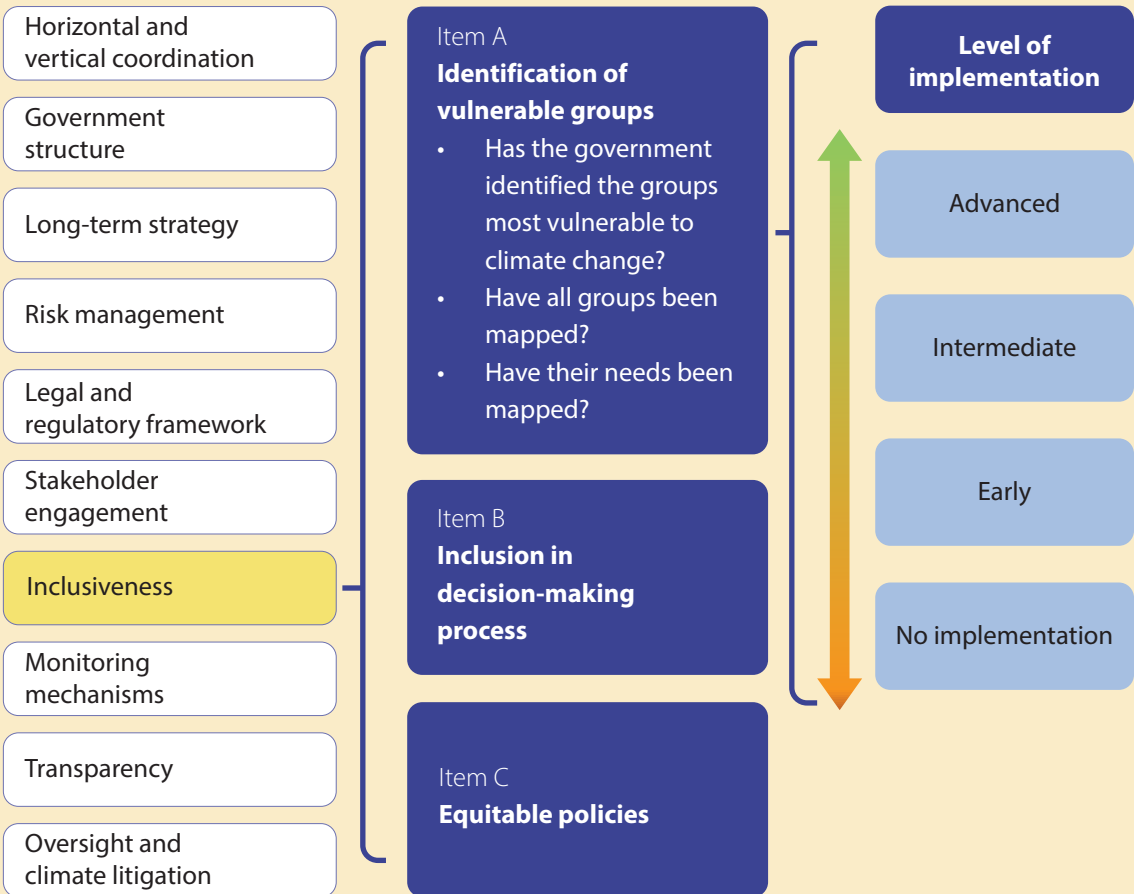 Horizontal and
vertical coordination
Government
structure
Long-term strategy
Risk management
Legal and
regulatory framework
Stakeholder
engagement
Inclusiveness
Monitoring
mechanisms
Transparency
Oversight and
climate litigation
Item A
Identification of
vulnerable groups
• Has the government
identified the groups
most vulnerable to
climate change?
• Have all groups been
mapped?
• Have their needs been
mapped?
Item B
Inclusion in
decision-making
process
Item C
Equitable policies
Level of
implementation
Advanced
Intermediate
Early
No implementation